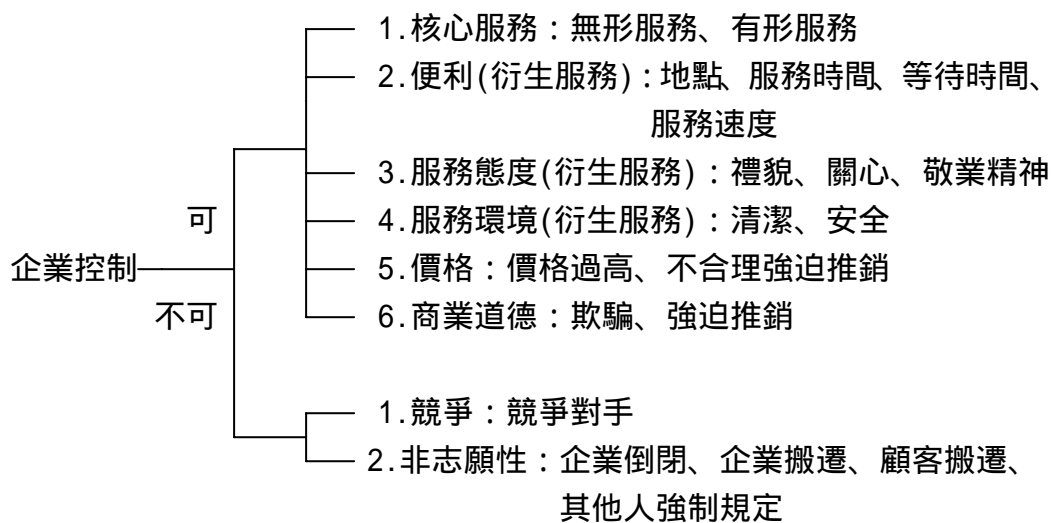 1.核心服務：無形服務、有形服務
2.便利(衍生服務)：地點、服務時間、等待時間、
服務速度
3.服務態度(衍生服務)：禮貌、關心、敬業精神
可
4.服務環境(衍生服務)：清潔、安全
企業控制
5.價格：價格過高、不合理強迫推銷
不可
6.商業道德：欺騙、強迫推銷
1.競爭：競爭對手
2.非志願性：企業倒閉、企業搬遷、顧客搬遷、
其他人強制規定